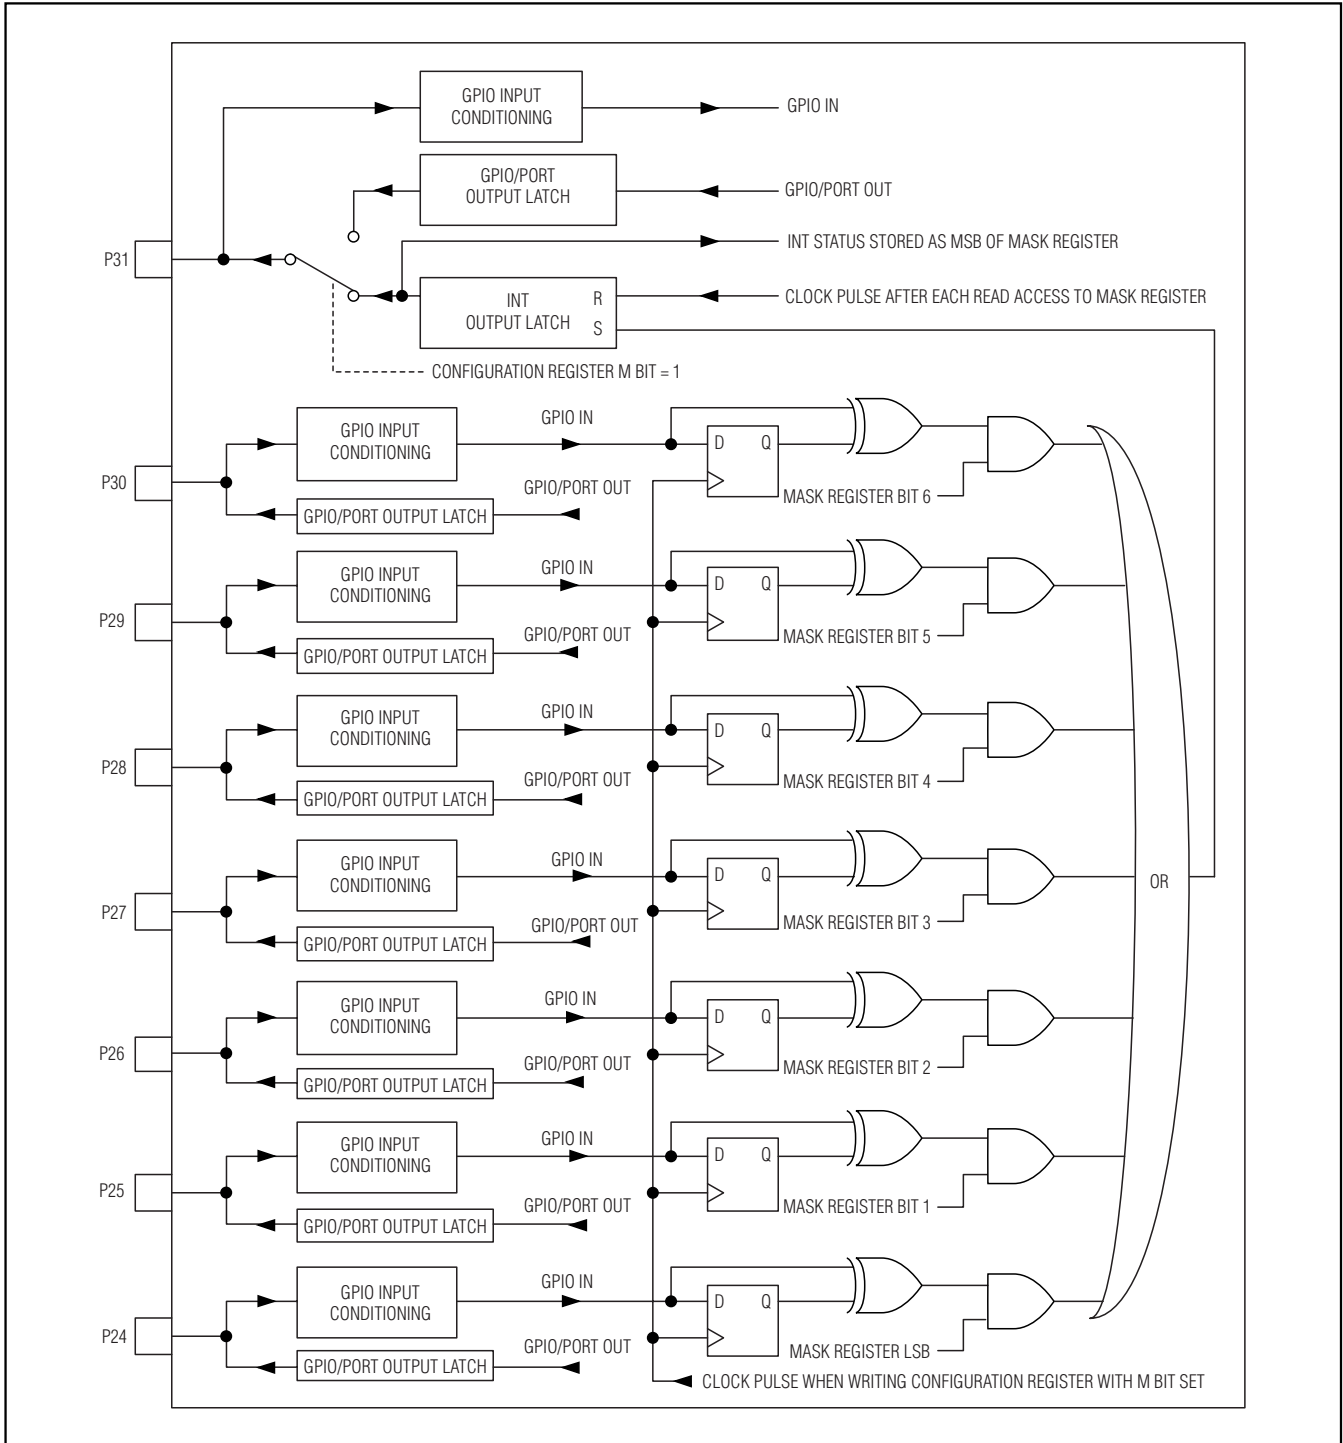 GPIO INPUT
CONDITIONING
GPIO IN
GPIO/PORT
OUTPUT LATCH
GPIO/PORT OUT
INT STATUS STORED AS MSB OF MASK REGISTER
P31
INT
OUTPUT LATCH
R
S
CLOCK PULSE AFTER EACH READ ACCESS TO MASK REGISTER
CONFIGURATION REGISTER M BIT = 1
GPIO INPUT
CONDITIONING
GPIO IN
D Q
P30
GPIO/PORT OUT
MASK REGISTER BIT 6
GPIO/PORT OUTPUT LATCH
GPIO INPUT
CONDITIONING
GPIO IN
D Q
P29
GPIO/PORT OUT
MASK REGISTER BIT 5
GPIO/PORT OUTPUT LATCH
GPIO INPUT
CONDITIONING
GPIO IN
D Q
P28
GPIO/PORT OUT
MASK REGISTER BIT 4
GPIO/PORT OUTPUT LATCH
GPIO INPUT
CONDITIONING
GPIO IN
D Q
OR
P27
GPIO/PORT OUT
MASK REGISTER BIT 3
GPIO/PORT OUTPUT LATCH
GPIO INPUT
CONDITIONING
GPIO IN
D Q
P26
GPIO/PORT OUT
MASK REGISTER BIT 2
GPIO/PORT OUTPUT LATCH
GPIO INPUT
CONDITIONING
GPIO IN
D Q
P25
GPIO/PORT OUT
MASK REGISTER BIT 1
GPIO/PORT OUTPUT LATCH
GPIO INPUT
CONDITIONING
GPIO IN
D Q
P24
GPIO/PORT OUT
MASK REGISTER LSB
GPIO/PORT OUTPUT LATCH
CLOCK PULSE WHEN WRITING CONFIGURATION REGISTER WITH M BIT SET